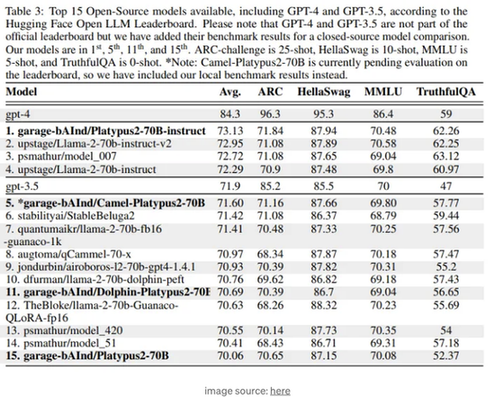 Table 3: Top 15 Open-Source models available, including GPT-4 and GPT-3.5, according to the
Hugging Face Open LLM Leaderboard. Please note that GPT-4 and GPT-3.5 are not part of the
official leaderboard but we have added their benchmark results for a closed-source model comparison.
Our models are in 1st, 5th, 11th, and 15th. ARC-challenge is 25-shot, HellaSwag is 10-shot, MMLU is
5-shot, and TruthfulQA is 0-shot. *Note: Camel-Platypus2-70B is currently pending evaluation on
the leaderboard, so we have included our local benchmark results instead.
Model Avg. ARC HellaSwag MMLU TruthfulQA
gpt-4 84.3 96.3 95.3 86.4 59
1. garage-bAInd/Platypus2-70B-instruct 73.13 71.84 87.94 70.48 62.26
2. upstage/Llama-2-70b-instruct-v2 72.95 71.08 87.89 70.58 62.25
3. psmathur/model_007 72.72 71.08 87.65 69.04 63.12
4. upstage/Llama-2-70b-instruct 72.29 70.9 87.48 69.8 60.97
gpt-3.5 71.9 85.2 85.5 70 47
5. *garage-bAInd/Camel-Platypus2-70B 71.60 71.16 87.66 69.80 57.77
6. stabilityai/StableBeluga2 71.42 71.08 86.37 68.79 59.44
7. quantumaikr/llama-2-70b-fb16 71.41 70.48 87.33 70.25 57.56
-guanaco-1k
8. augtoma/qCammel-70-x 70.97 68.34 87.87 70.18 57.47
9. jondurbin/airoboros-l2-70b-gpt4-1.4.1 70.93 70.39 87.82 70.31 55.2
10. dfurman/llama-2-70b-dolphin-peft 70.76 69.62 86.82 69.18 57.43
11. garage-bAInd/Dolphin-Platypus2-70B 70.69 70.39 86.7 69.04 56.65
12. TheBloke/llama-2-70b-Guanaco- 70.63 68.26 88.32 70.23 55.69
QLoRA-fp16
13. psmathur/model_420 70.55 70.14 87.73 70.35 54
14. psmathur/model_51 70.41 68.43 86.71 69.31 57.18
15. garage-bAInd/Platypus2-70B 70.06 70.65 87.15 70.08 52.37
image source: here